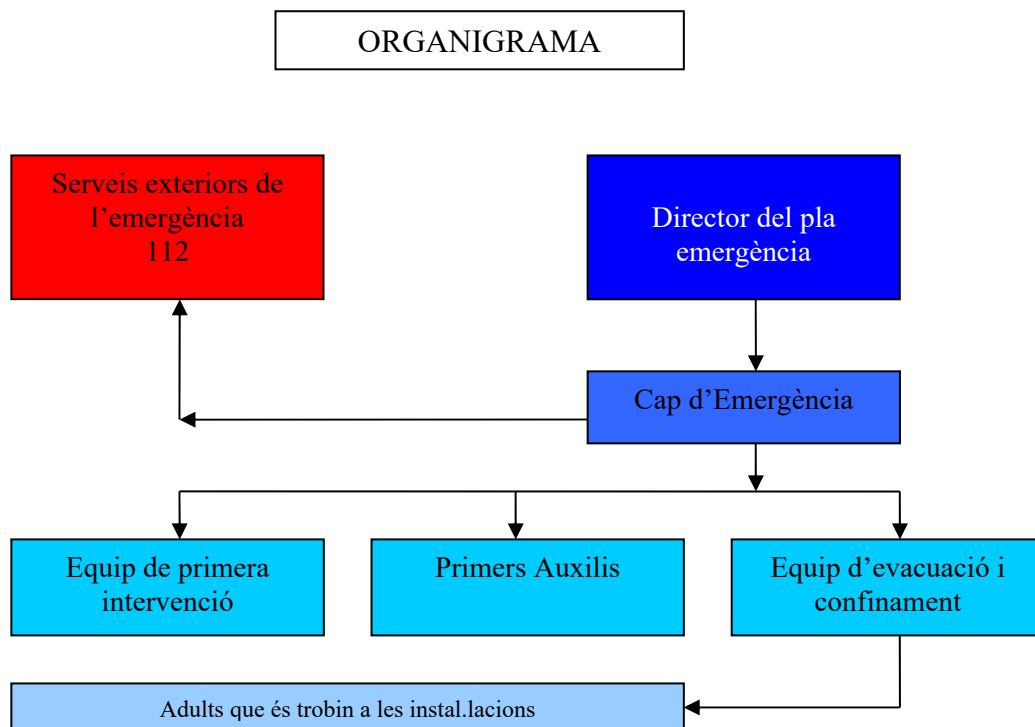 ORGANIGRAMA
Serveis exteriors de
l’emergència
112
Director del pla
emergència
Cap d’Emergència
Equip de primera
intervenció
Primers Auxilis
Equip d’evacuació i
confinament
Adults que és trobin a les instal.lacions